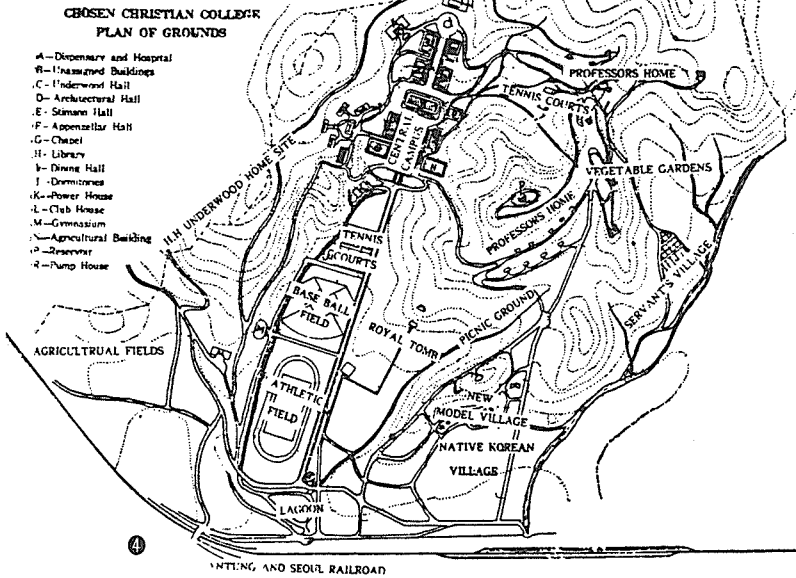 CHOSEN CHRISTIAN COLLEGE
PLAN OF GROUNDS
A—Dispensary and Hospital
B—Unassigned Buildings
C—Underwood Hall
D—Architectural Hall
E—Stimson Hall
F—Appenzellar Hall
G—Chapel
H—Library
I—Dining Hall
J—Dormitories
K—Power House
L—Club House
M—Gymnasium
N—Agricultural Building
P—Reservoir
R—Pump House
PROFESSORS HOME
TENNIS COURTS
CENTRAL
CAMPUS
H.H UNDERWOOD HOME SITE
VEGETABLE GARDENS
PROFESSORS HOME
TENNIS
COURTS
SERVANT'S VILLAGE
BASE BALL
FIELD
PICNIC GROUND
ROYAL TOMB
AGRICULTRUAL FIELDS
ATHLETIC
FIELD
NEW
MODEL VILLAGE
NATIVE KOREAN
VILLAGE
LAGOON
4
ANTUNG AND SEOUL RAILROAD